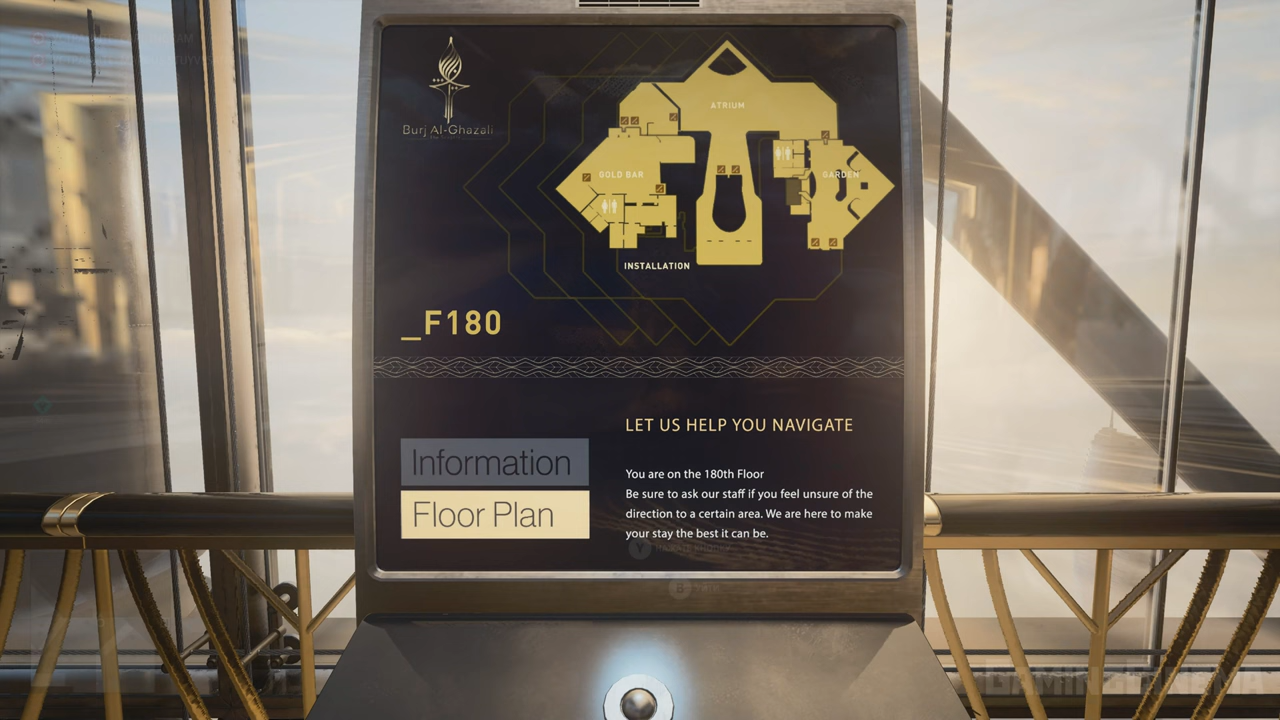 Burj Al-Ghazali
ATRIUM
GOLD BAR
GARDEN
INSTALLATION
_F180
LET US HELP YOU NAVIGATE
Information
Floor Plan
You are on the 180th Floor
Be sure to ask our staff if you feel unsure of the
direction to a certain area. We are here to make
your stay the best it can be.
Y
B